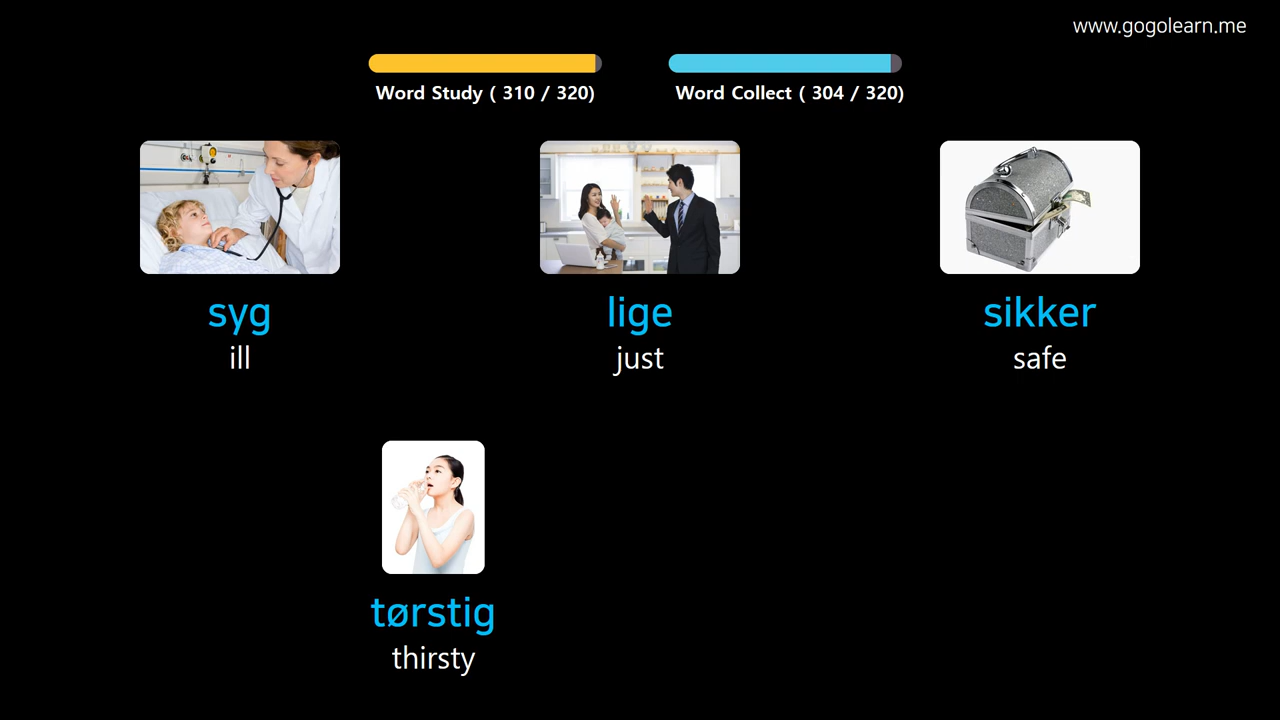 www.gogolearn.me
Word Study ( 310 / 320)
Word Collect ( 304 / 320)
syg
ill
lige
just
sikker
safe
tørstig
thirsty